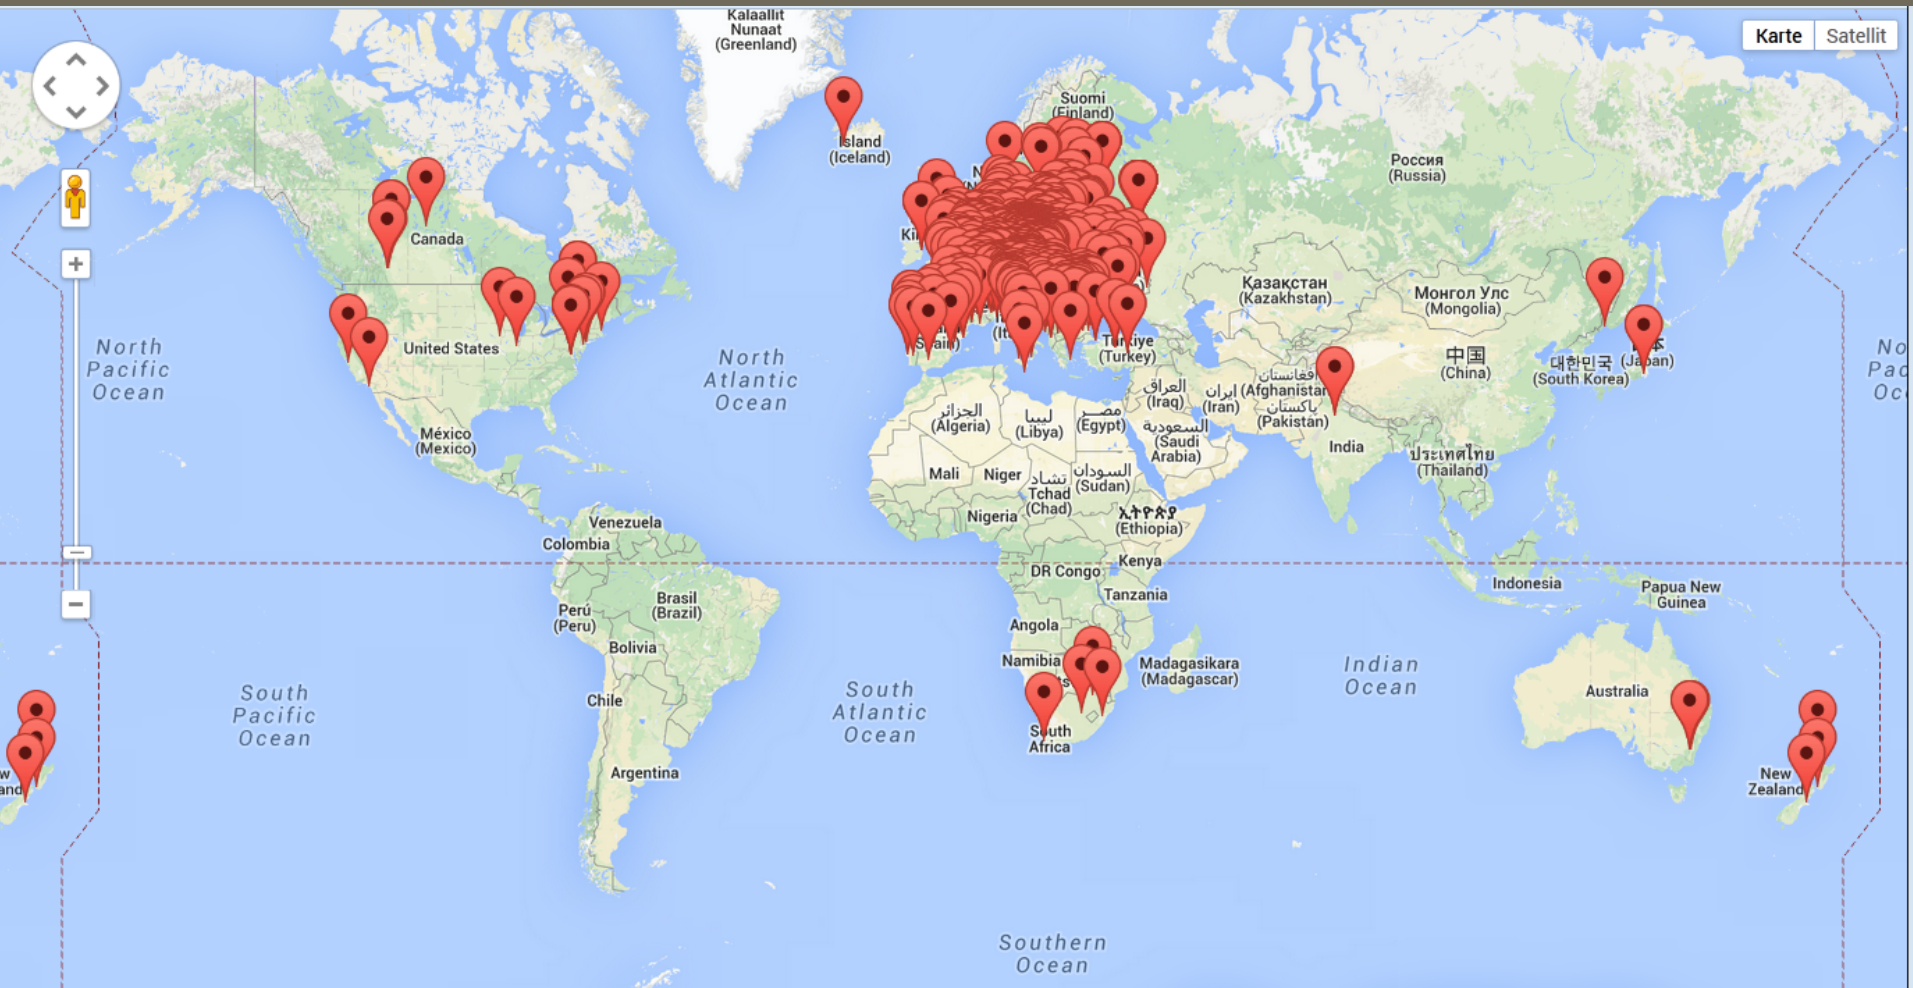 Kalaallit
Nunaat
(Greenland)
Karte
Satellit
Suomi
(Finland)
Ísland
(Iceland)
Россия
(Russia)
Canada
Қазақстан
(Kazakhstan)
Монгол Улс
(Mongolia)
North
Pacific
Ocean
United States
North
Atlantic
Ocean
Spain)
Türkiye
(Turkey)
中国
(China)
대한민국
(South Korea)
(Japan)
العراق
(Iraq)
ایران
(Iran)
افغانستان
(Afghanistan)
پاکستان
(Pakistan)
الجزائر
(Algeria)
ليبيا
(Libya)
مصر
(Egypt)
السعودية
(Saudi
Arabia)
México
(Mexico)
India
ประเทศไทย
(Thailand)
Mali
Niger
تشاد
Tchad
(Chad)
السودان
(Sudan)
Nigeria
ኢትዮጵያ
(Ethiopia)
Venezuela
Colombia
DR Congo
Kenya
Indonesia
Papua New
Guinea
Perú
(Peru)
Brasil
(Brazil)
Tanzania
Angola
Bolivia
Namibia
Madagasikara
(Madagascar)
Indian
Ocean
Australia
South
Pacific
Ocean
Chile
South
Atlantic
Ocean
South
Africa
Argentina
New
Zealand
Southern
Ocean